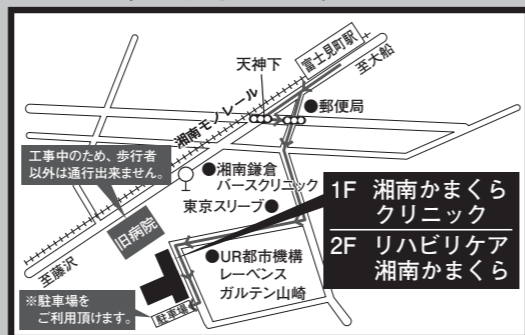 富士見町駅
至大船
天神下
●郵便局
湘南モノレール
工事中のため、歩行者
以外は通行出来ません。
●湘南鎌倉
バースクリニック
東京スリーブ●
旧病院
至藤沢
1F 湘南かまくら
クリニック
2F リハビリケア
湘南かまくら
●UR都市機構
レーベンス
ガルテン山崎
駐車場
※駐車場を
ご利用頂けます。